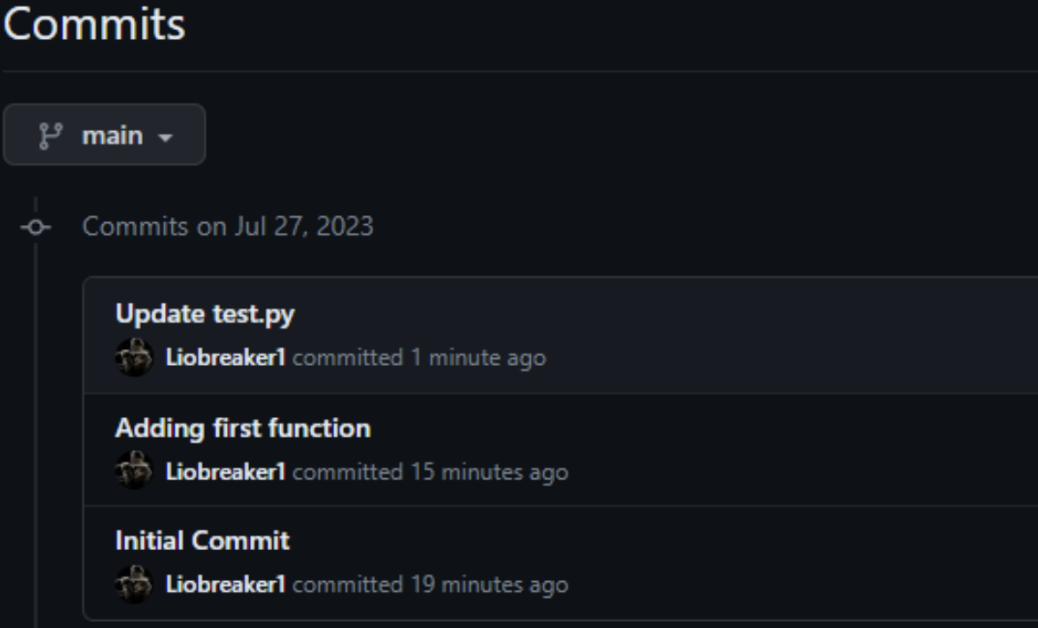 Commits
main
Commits on Jul 27, 2023
Update test.py
Liobreaker1 committed 1 minute ago
Adding first function
Liobreaker1 committed 15 minutes ago
Initial Commit
Liobreaker1 committed 19 minutes ago